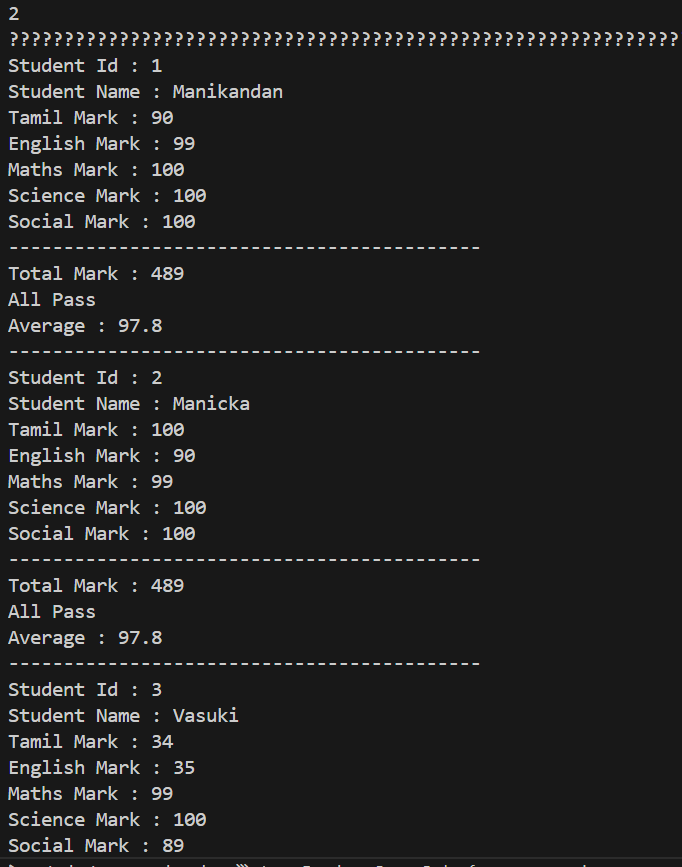 2
?????????????????????????????????????????????????????????????
Student Id : 1
Student Name : Manikandan
Tamil Mark : 90
English Mark : 99
Maths Mark : 100
Science Mark : 100
Social Mark : 100
-------------------------------------------
Total Mark : 489
All Pass
Average : 97.8
-------------------------------------------
Student Id : 2
Student Name : Manicka
Tamil Mark : 100
English Mark : 90
Maths Mark : 99
Science Mark : 100
Social Mark : 100
-------------------------------------------
Total Mark : 489
All Pass
Average : 97.8
-------------------------------------------
Student Id : 3
Student Name : Vasuki
Tamil Mark : 34
English Mark : 35
Maths Mark : 99
Science Mark : 100
Social Mark : 89